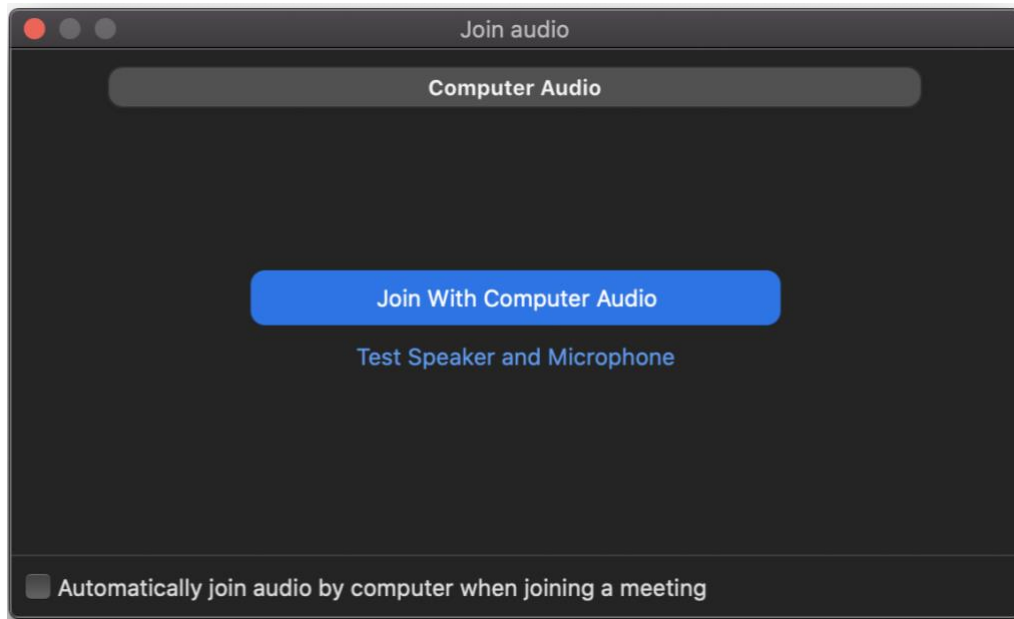 Join audio
Computer Audio
Join With Computer Audio
Test Speaker and Microphone
Automatically join audio by computer when joining a meeting